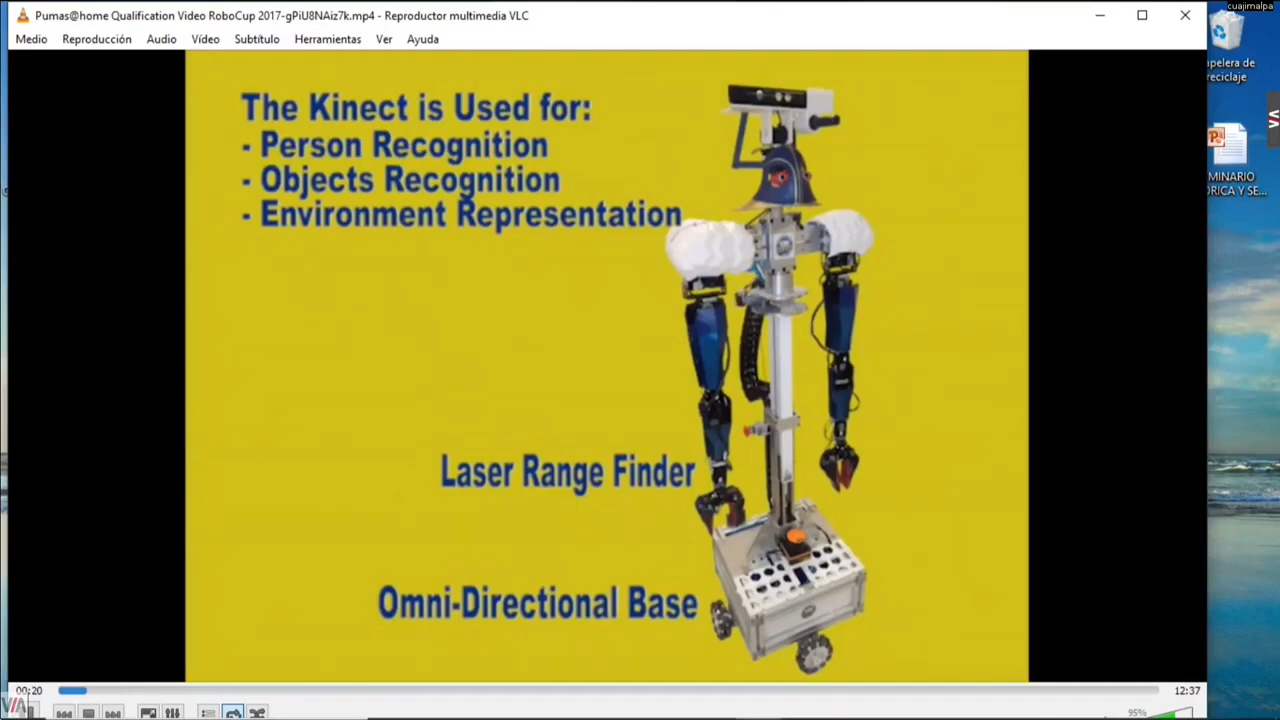 cuajimalpa
Pumas@home Qualification Video RoboCup 2017-gPiU8NAiz7k.mp4 - Reproductor multimedia VLC
Medio Reproducción Audio Vídeo Subtítulo Herramientas Ver Ayuda
apelera de
reciclaje
The Kinect is Used for:
- Person Recognition
- Objects Recognition
- Environment Representation
MINARIO
ORICA Y SE...
Laser Range Finder
Omni-Directional Base
00:20
12:37
95%